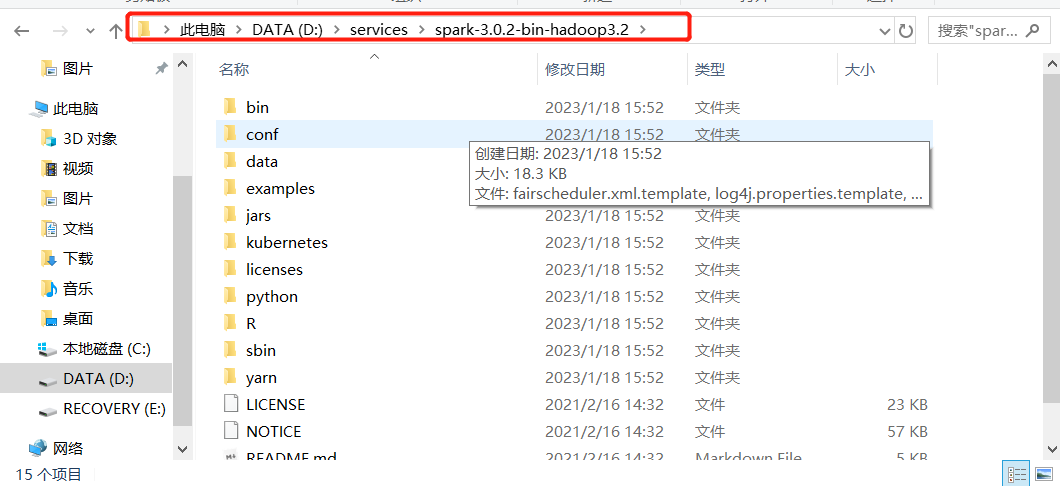 此电脑 DATA (D:) services spark-3.0.2-bin-hadoop3.2
搜索"spar...
图片
此电脑
3D 对象
视频
图片
文档
下载
音乐
桌面
本地磁盘 (C:)
DATA (D:)
RECOVERY (E:)
网络
名称 修改日期 类型 大小
bin 2023/1/18 15:52 文件夹
conf 2023/1/18 15:52 文件夹
创建日期: 2023/1/18 15:52
大小: 18.3 KB
文件: fairscheduler.xml.template, log4j.properties.template, ...
data
examples
jars 2023/1/18 15:52 文件夹
kubernetes 2023/1/18 15:52 文件夹
licenses 2023/1/18 15:52 文件夹
python 2023/1/18 15:52 文件夹
R 2023/1/18 15:52 文件夹
sbin 2023/1/18 15:52 文件夹
yarn 2023/1/18 15:52 文件夹
LICENSE 2021/2/16 14:32 文件 23 KB
NOTICE 2021/2/16 14:32 文件 57 KB
README.md 2021/2/16 14:32 Markdown File 5 KB
15 个项目